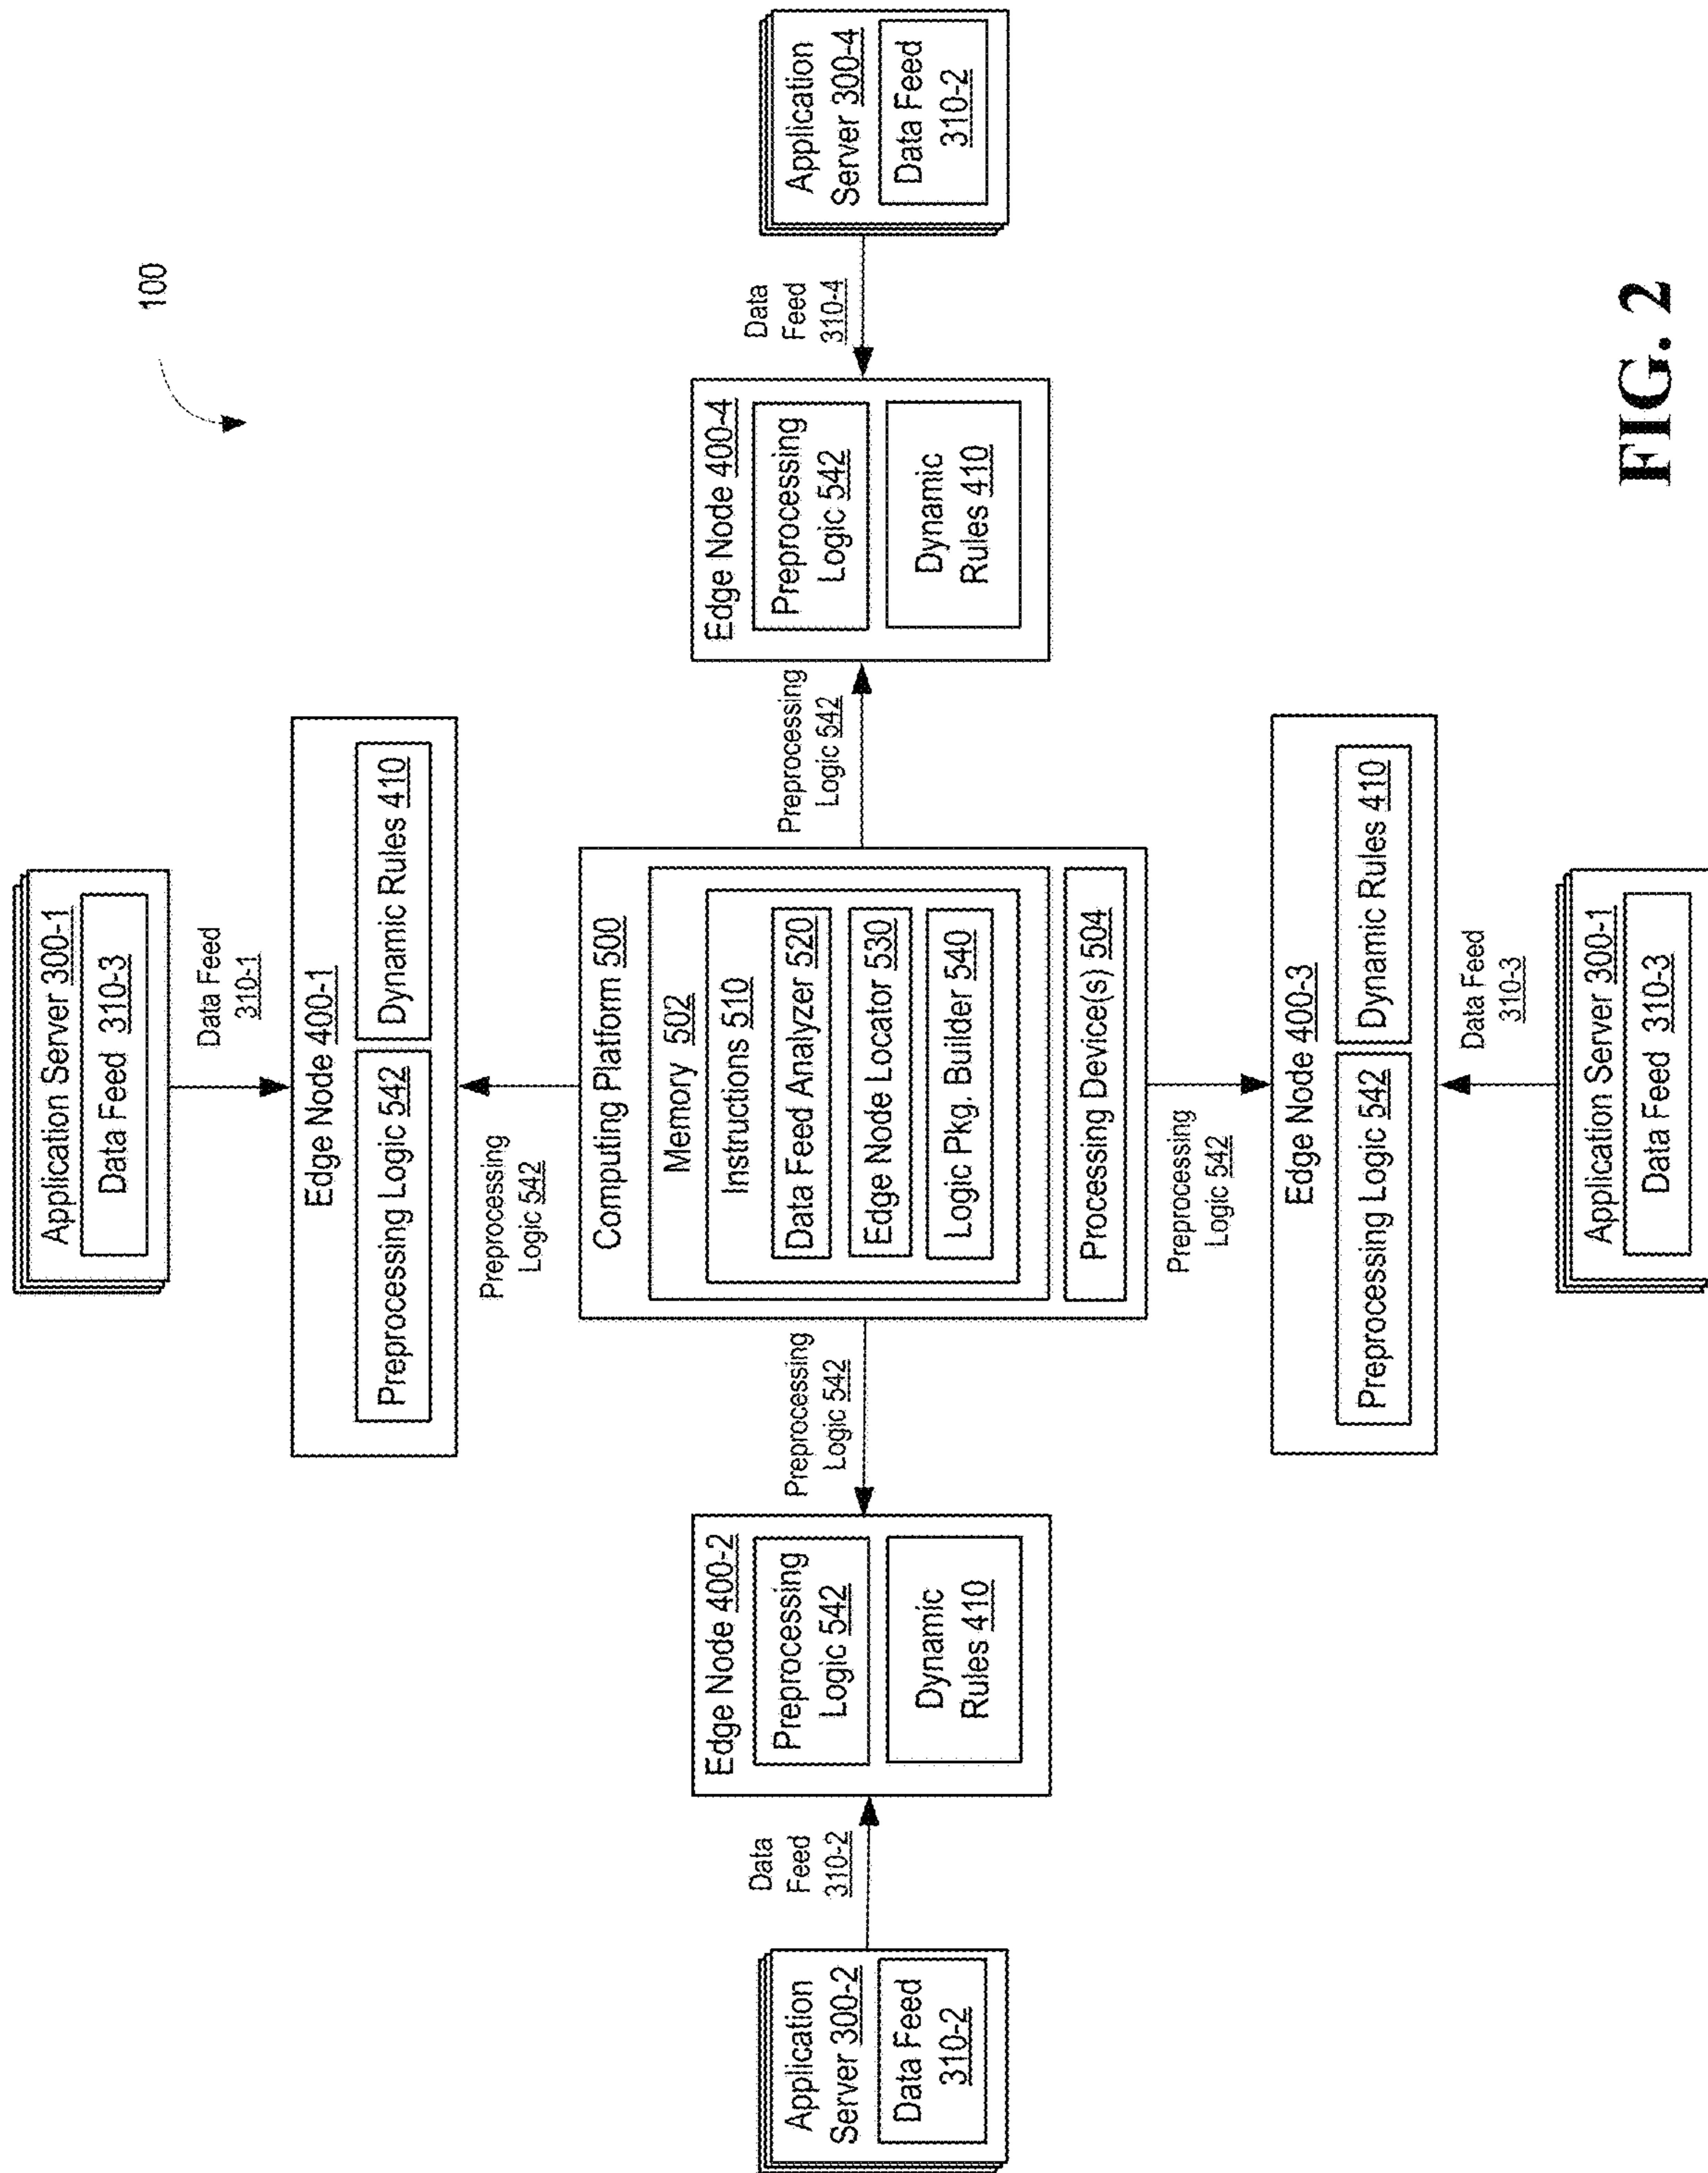 100
Application Server 300-1
Data Feed 310-3
Data Feed
310-1
Edge Node 400-1
Preprocessing Logic 542
Dynamic Rules 410
Preprocessing
Logic 542
Application
Server 300-2
Data Feed
310-2
Data
Feed
310-2
Edge Node 400-2
Preprocessing
Logic 542
Dynamic
Rules 410
Preprocessing
Logic 542
Computing Platform 500
Memory 502
Instructions 510
Data Feed Analyzer 520
Edge Node Locator 530
Logic Pkg. Builder 540
Processing Device(s) 504
Preprocessing
Logic 542
Edge Node 400-4
Preprocessing
Logic 542
Dynamic
Rules 410
Data
Feed
310-4
Application
Server 300-4
Data Feed
310-2
Preprocessing
Logic 542
Edge Node 400-3
Preprocessing Logic 542
Dynamic Rules 410
Data Feed
310-3
Application Server 300-1
Data Feed 310-3
FIG. 2